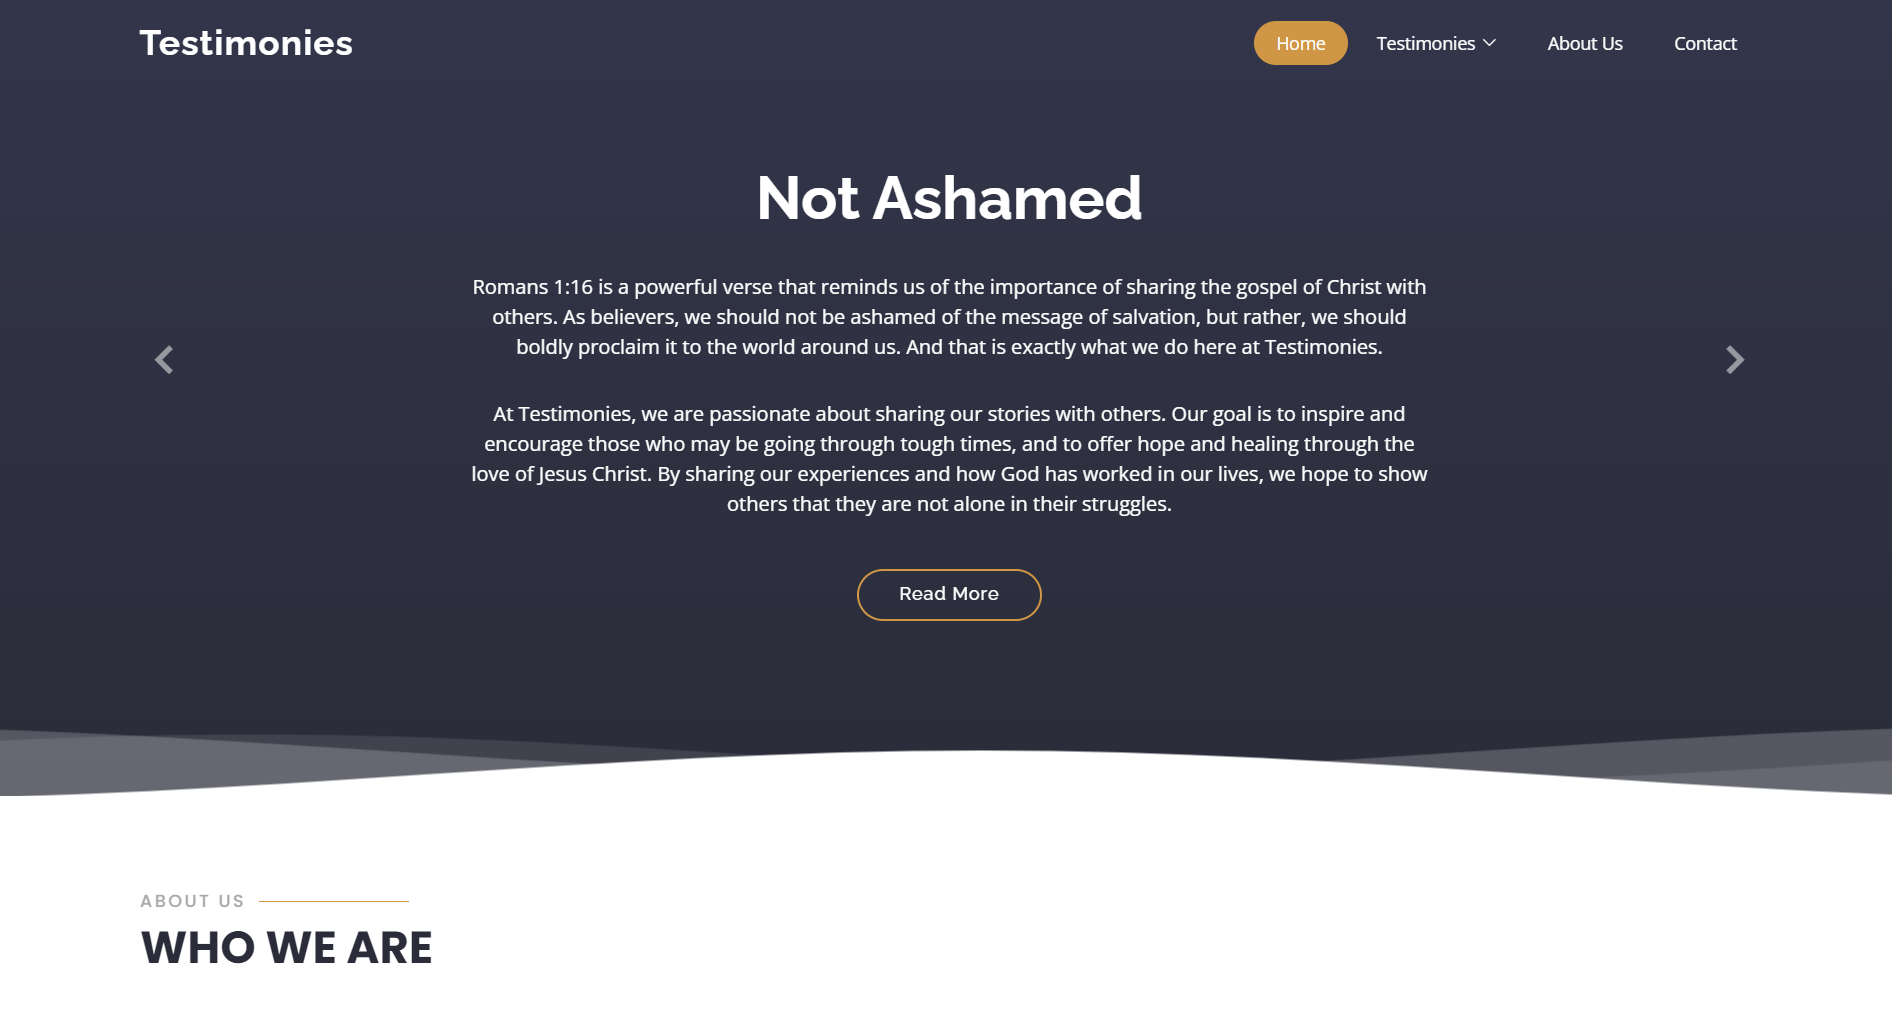 Testimonies
Home
Testimonies
About Us
Contact
Not Ashamed
Romans 1:16 is a powerful verse that reminds us of the importance of sharing the gospel of Christ with
others. As believers, we should not be ashamed of the message of salvation, but rather, we should
boldly proclaim it to the world around us. And that is exactly what we do here at Testimonies.
At Testimonies, we are passionate about sharing our stories with others. Our goal is to inspire and
encourage those who may be going through tough times, and to offer hope and healing through the
love of Jesus Christ. By sharing our experiences and how God has worked in our lives, we hope to show
others that they are not alone in their struggles.
Read More
ABOUT US
WHO WE ARE